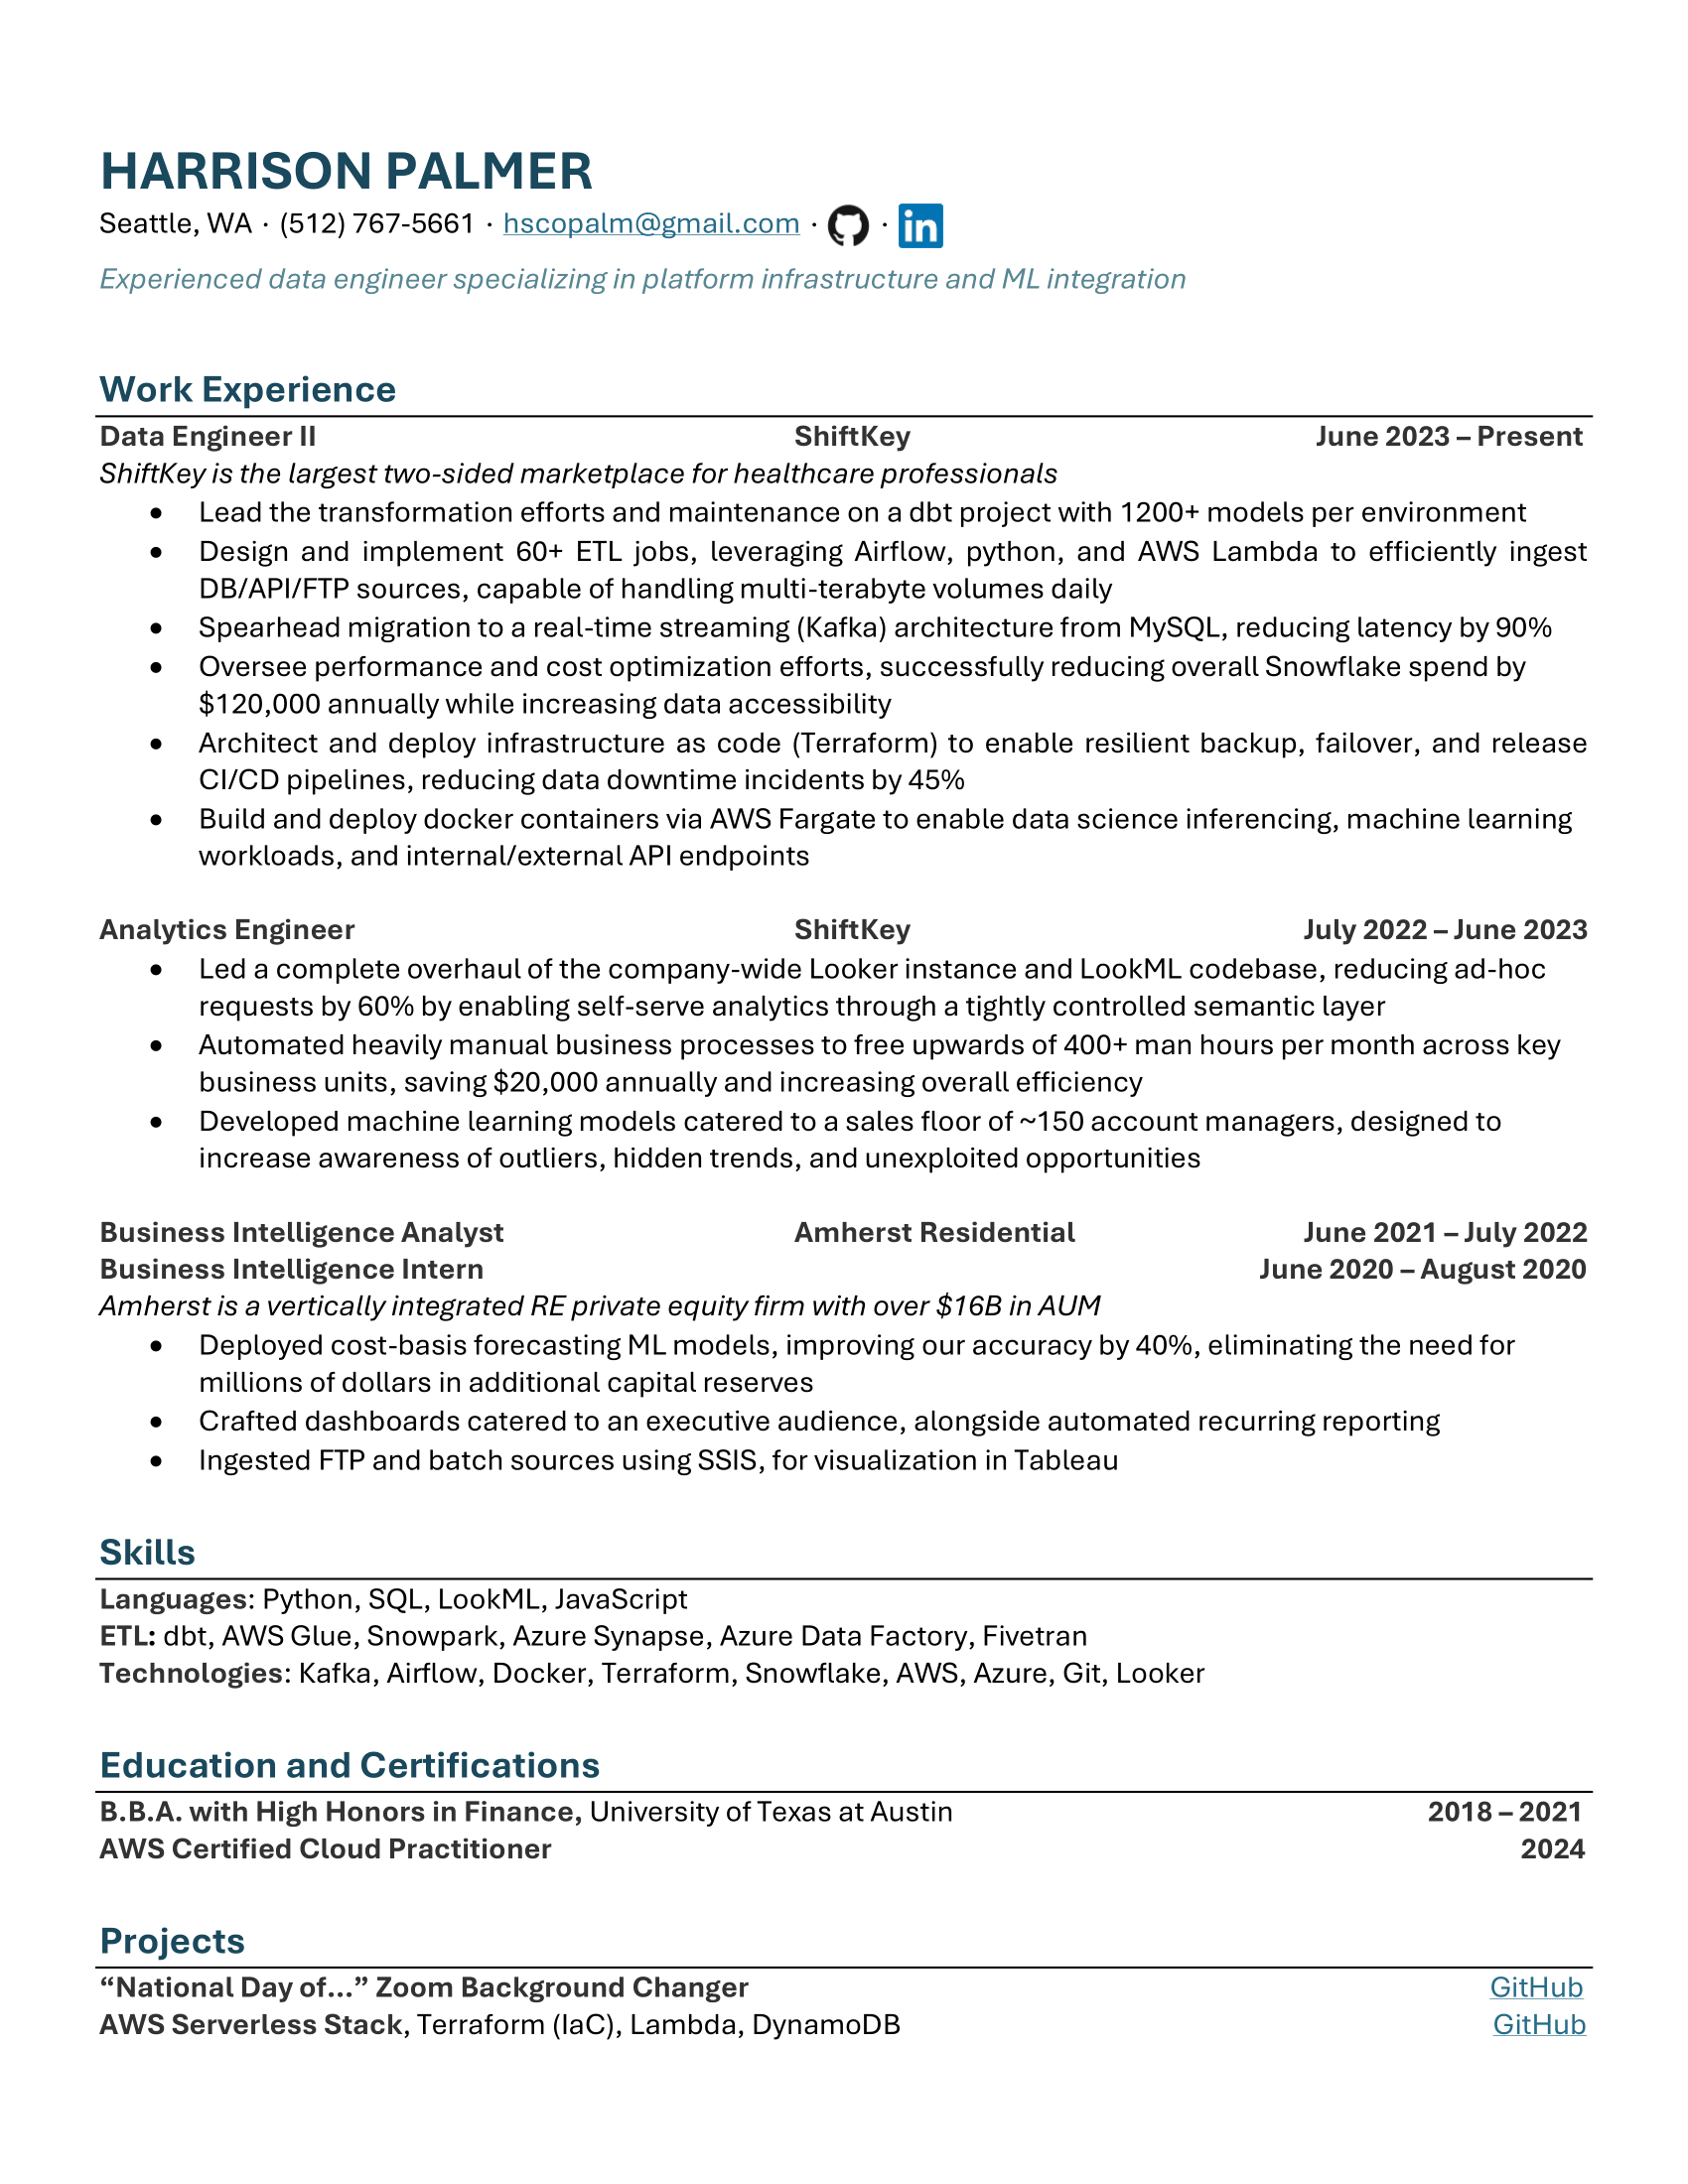 HARRISON PALMER
Seattle, WA · (512) 767-5661 · hscopalm@gmail.com · · in
Experienced data engineer specializing in platform infrastructure and ML integration
Work Experience
Data Engineer II ShiftKey June 2023 – Present
ShiftKey is the largest two-sided marketplace for healthcare professionals
• Lead the transformation efforts and maintenance on a dbt project with 1200+ models per environment
• Design and implement 60+ ETL jobs, leveraging Airflow, python, and AWS Lambda to efficiently ingest
DB/API/FTP sources, capable of handling multi-terabyte volumes daily
• Spearhead migration to a real-time streaming (Kafka) architecture from MySQL, reducing latency by 90%
• Oversee performance and cost optimization efforts, successfully reducing overall Snowflake spend by
$120,000 annually while increasing data accessibility
• Architect and deploy infrastructure as code (Terraform) to enable resilient backup, failover, and release
CI/CD pipelines, reducing data downtime incidents by 45%
• Build and deploy docker containers via AWS Fargate to enable data science inferencing, machine learning
workloads, and internal/external API endpoints
Analytics Engineer ShiftKey July 2022 – June 2023
• Led a complete overhaul of the company-wide Looker instance and LookML codebase, reducing ad-hoc
requests by 60% by enabling self-serve analytics through a tightly controlled semantic layer
• Automated heavily manual business processes to free upwards of 400+ man hours per month across key
business units, saving $20,000 annually and increasing overall efficiency
• Developed machine learning models catered to a sales floor of ~150 account managers, designed to
increase awareness of outliers, hidden trends, and unexploited opportunities
Business Intelligence Analyst Amherst Residential June 2021 – July 2022
Business Intelligence Intern June 2020 – August 2020
Amherst is a vertically integrated RE private equity firm with over $16B in AUM
• Deployed cost-basis forecasting ML models, improving our accuracy by 40%, eliminating the need for
millions of dollars in additional capital reserves
• Crafted dashboards catered to an executive audience, alongside automated recurring reporting
• Ingested FTP and batch sources using SSIS, for visualization in Tableau
Skills
Languages: Python, SQL, LookML, JavaScript
ETL: dbt, AWS Glue, Snowpark, Azure Synapse, Azure Data Factory, Fivetran
Technologies: Kafka, Airflow, Docker, Terraform, Snowflake, AWS, Azure, Git, Looker
Education and Certifications
B.B.A. with High Honors in Finance, University of Texas at Austin 2018 – 2021
AWS Certified Cloud Practitioner 2024
Projects
“National Day of...” Zoom Background Changer GitHub
AWS Serverless Stack, Terraform (IaC), Lambda, DynamoDB GitHub